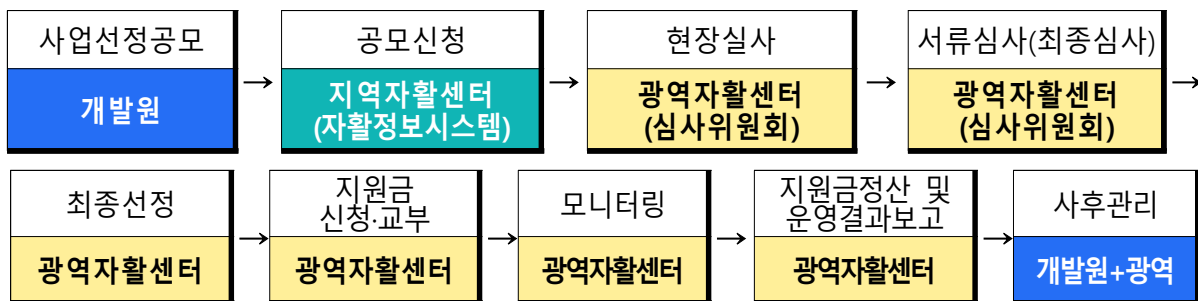 사업선정공모
개발원
→
공모신청
지역자활센터
(자활정보시스템)
→
현장실사
광역자활센터
(심사위원회)
→
서류심사(최종심사)
광역자활센터
(심사위원회)
→
최종선정
광역자활센터
→
지원금
신청·교부
광역자활센터
→
모니터링
광역자활센터
→
지원금정산 및
운영결과보고
광역자활센터
→
사후관리
개발원+광역